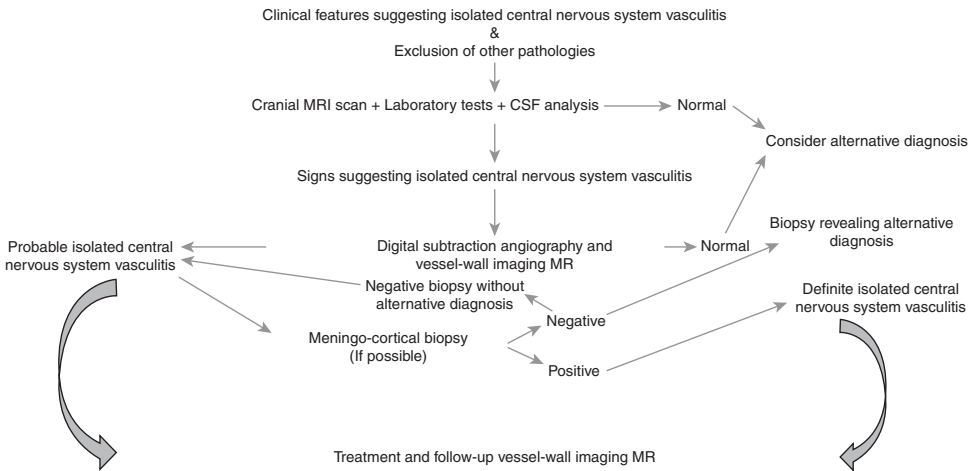 Clinical features suggesting isolated central nervous system vasculitis
&
Exclusion of other pathologies
Cranial MRI scan + Laboratory tests + CSF analysis
Normal
Consider alternative diagnosis
Signs suggesting isolated central nervous system vasculitis
Digital subtraction angiography and
vessel-wall imaging MR
Normal
Biopsy revealing alternative
diagnosis
Probable isolated central
nervous system vasculitis
Negative biopsy without
alternative diagnosis
Definite isolated central
nervous system vasculitis
Meningo-cortical biopsy
(If possible)
Negative
Positive
Treatment and follow-up vessel-wall imaging MR